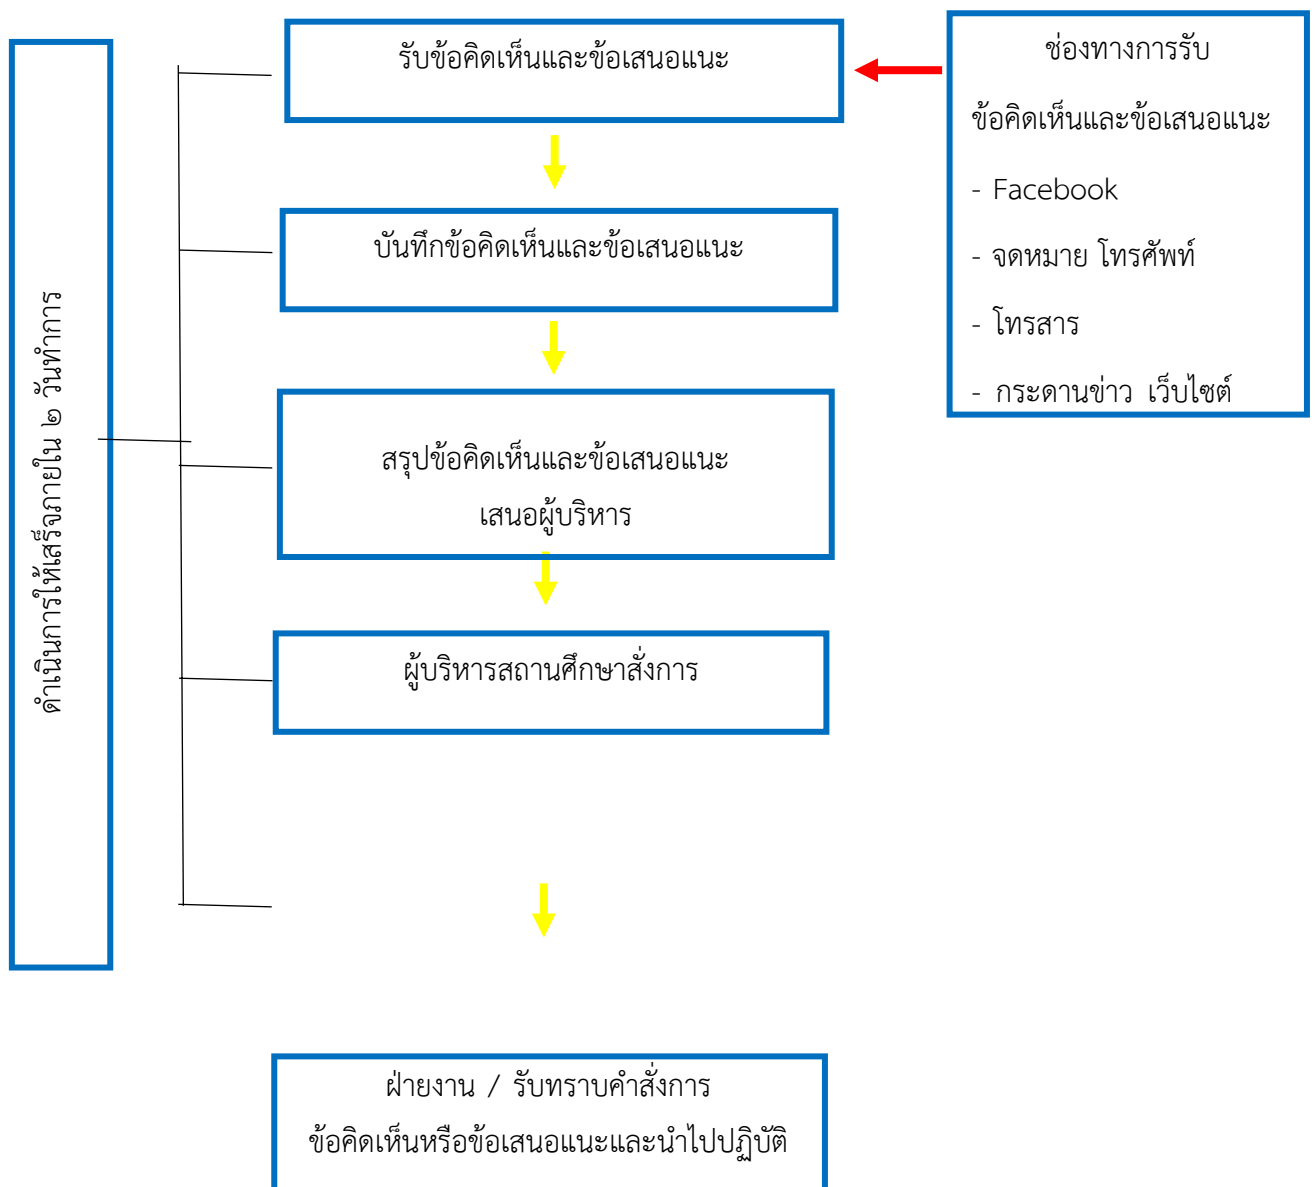 รับข้อคิดเห็นและข้อเสนอแนะ
ช่องทางการรับ
ข้อคิดเห็นและข้อเสนอแนะ
- Facebook
- จดหมาย โทรศัพท์
- โทรสาร
- กระดานข่าว เว็บไซต์
บันทึกข้อคิดเห็นและข้อเสนอแนะ
ดำเนินการให้เสร็จภายใน ๒ วันทำการ
สรุปข้อคิดเห็นและข้อเสนอแนะ
เสนอผู้บริหาร
ผู้บริหารสถานศึกษาสั่งการ
ฝ่ายงาน / รับทราบคำสั่งการ
ข้อคิดเห็นหรือข้อเสนอแนะและนำไปปฏิบัติ